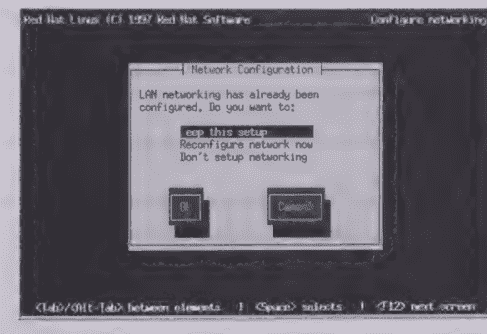 Red Hat Linux (C) 1997 Red Hat Software
Configure networking
Network Configuration
LAN networking has already been
configured. Do you want to:
eep this setup
Reconfigure network now
Don't setup networking
Ok
Cancel
<Tab>/<Alt-Tab> between elements | <Space> selects | <F12> next screen